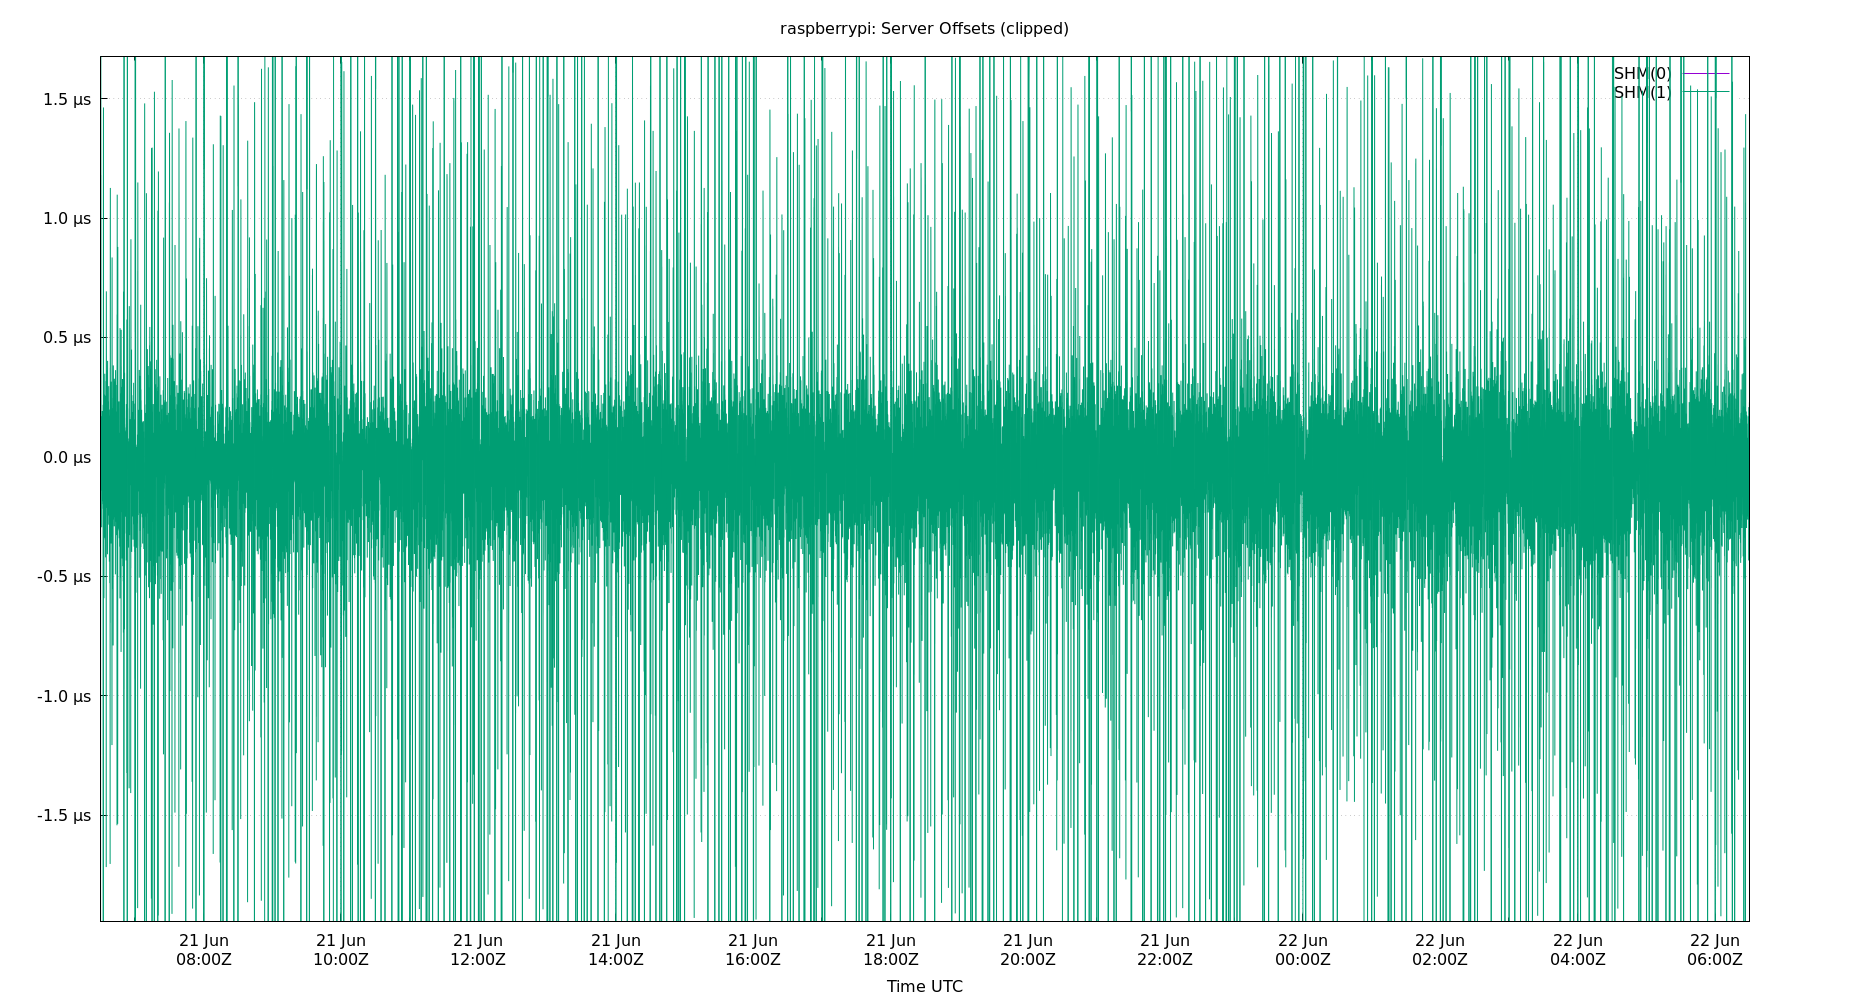 raspberrypi: Server Offsets (clipped)
SHM(0)
SHM(1)
1.5 µs
1.0 µs
0.5 µs
0.0 µs
-0.5 µs
-1.0 µs
-1.5 µs
21 Jun 21 Jun 21 Jun 21 Jun 21 Jun 21 Jun 21 Jun 21 Jun 22 Jun 22 Jun 22 Jun 22 Jun
08:00Z 10:00Z 12:00Z 14:00Z 16:00Z 18:00Z 20:00Z 22:00Z 00:00Z 02:00Z 04:00Z 06:00Z
Time UTC